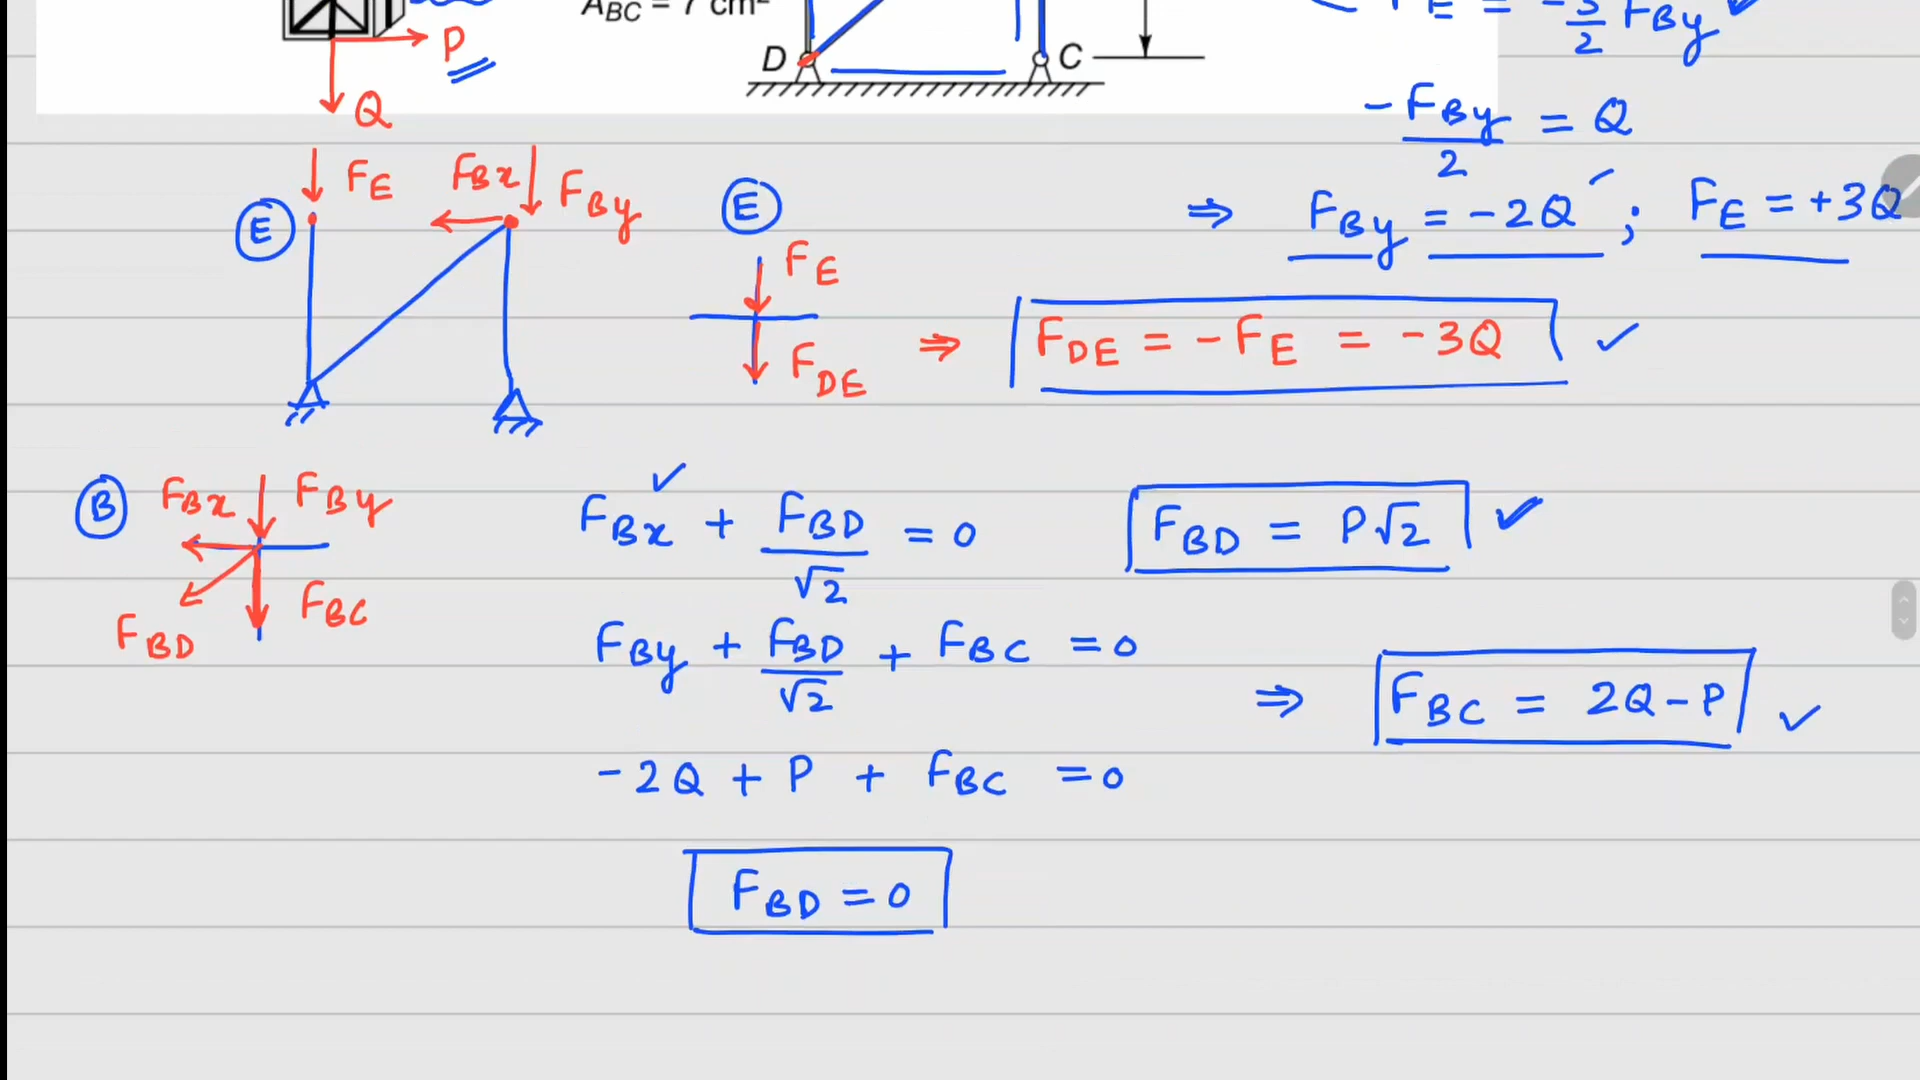 A_BC = 7 cm²
P
Q
D
C
F_E = -3/2 F_By
-F_By/2 = Q
⇒ F_By = -2Q ; F_E = +3Q
E
F_E
F_Bx
F_By
E
F_E
F_DE
⇒ F_DE = -F_E = -3Q ✓
B
F_Bx
F_By
F_BD
F_BC
F_Bx + F_BD/√2 = 0
F_BD = P√2 ✓
F_By + F_BD/√2 + F_BC = 0
⇒ F_BC = 2Q - P ✓
-2Q + P + F_BC = 0
F_BD = 0